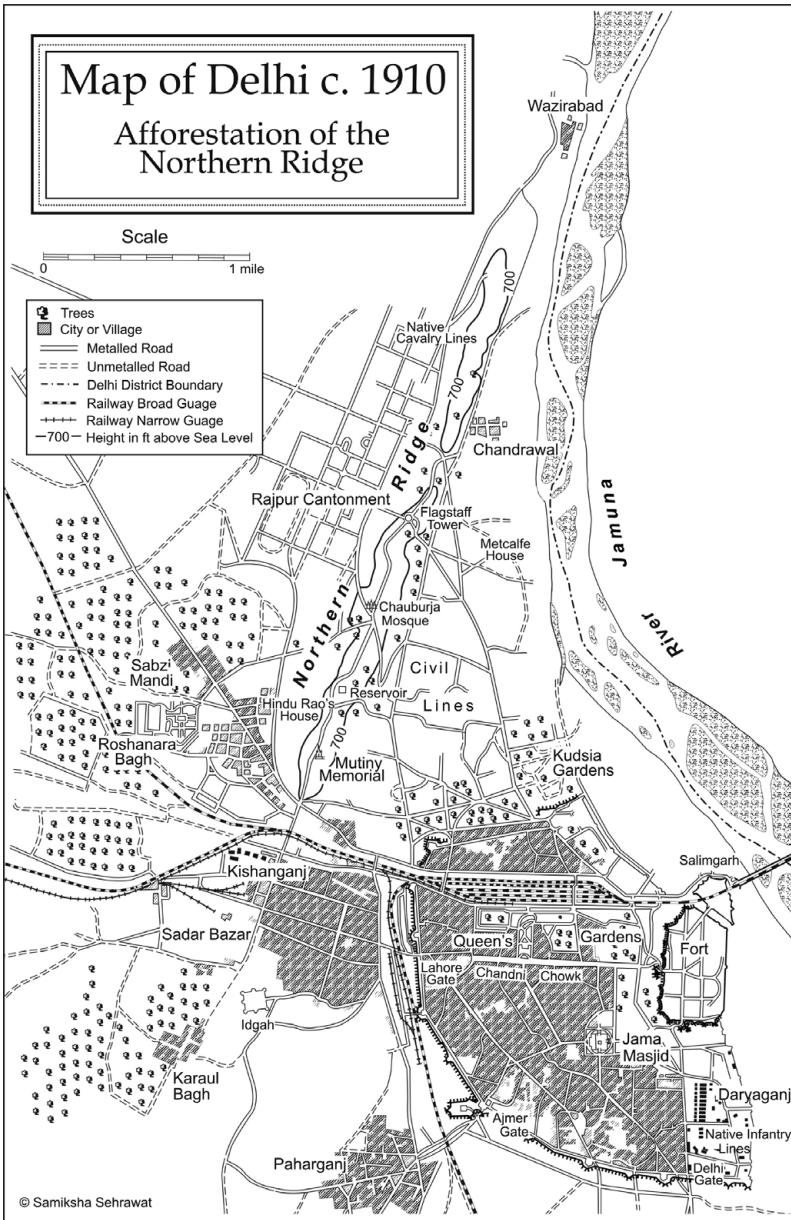 Map of Delhi c. 1910
Afforestation of the
Northern Ridge
Scale
0
1 mile
Trees
City or Village
Metalled Road
Unmetalled Road
Delhi District Boundary
Railway Broad Guage
Railway Narrow Guage
700
Height in ft above Sea Level
Wazirabad
700
Native
Cavalry Lines
700
Chandrawal
Northern Ridge
Rajpur Cantonment
Flagstaff
Tower
Metcalfe
House
Jamuna
River
Chauburja
Mosque
Sabzi
Mandi
Civil
Lines
Reservoir
Hindu Rao's
House
700
Roshanara
Bagh
Mutiny
Memorial
Kudsia
Gardens
Salimgarh
Kishanganj
Sadar Bazar
Queen's
Gardens
Fort
Lahore
Gate
Chandni
Chowk
Idgah
Jama
Masjid
Karaul
Bagh
Daryaganj
Ajmer
Gate
Native Infantry
Lines
Paharganj
Delhi
Gate
© Samiksha Sehrawat